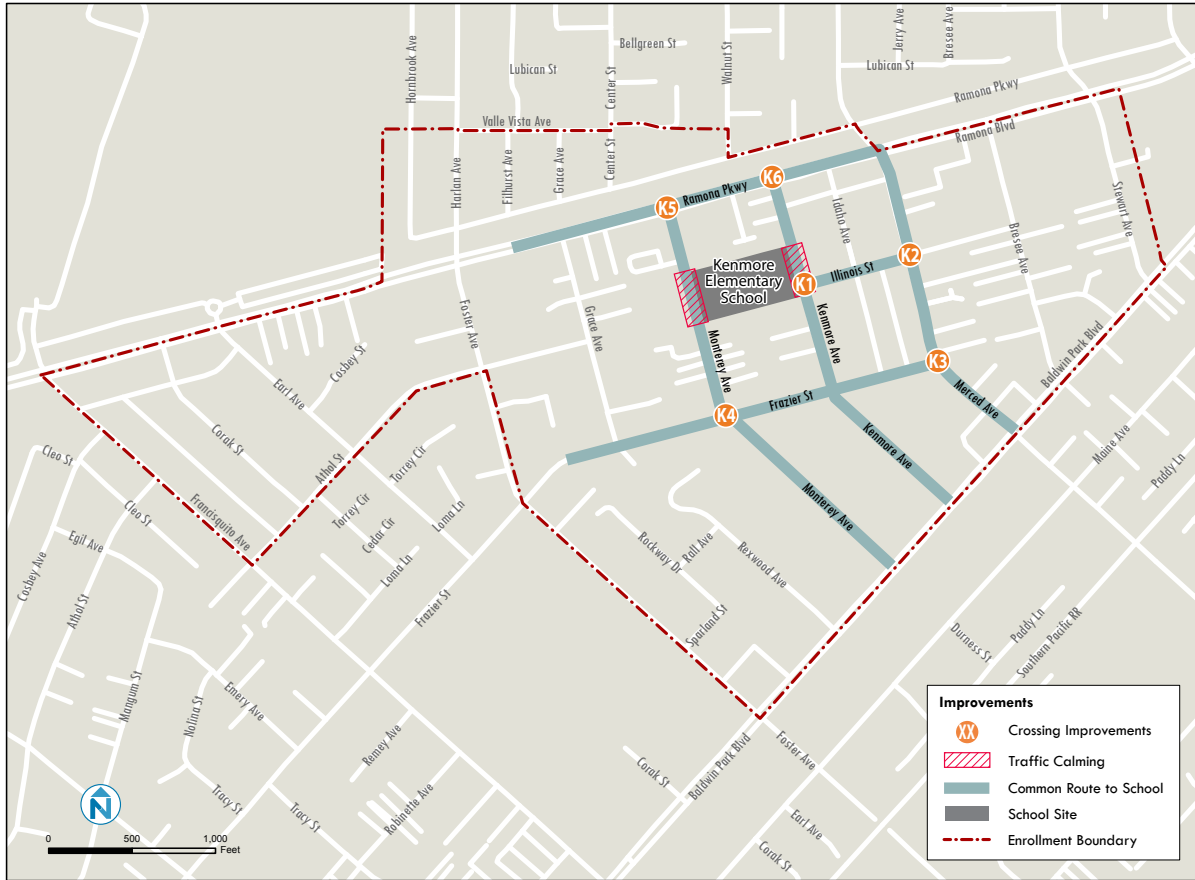 Hornbrook Ave
Harlan Ave
Lubican St
Bellgreen St
Center St
Walnut St
Jerry Ave
Bresee Ave
Lubican St
Ramona Pkwy
Ramona Blvd
Valle Vista Ave
Filhurst Ave
Grace Ave
Center St
K6
K5
Ramona Pkwy
Idaho Ave
Stewart Ave
Bresee Ave
K2
Kenmore
Elementary
School
K1
Illinois St
Foster Ave
Grace Ave
Monterey Ave
Kenmore Ave
Baldwin Park Blvd
Cosbey St
Earl Ave
K3
Merced Ave
K4
Frazier St
Kenmore Ave
Maine Ave
Paddy Ln
Corak St
Athol St
Torrey Cir
Torrey Cir
Cedar Cir
Loma Ln
Loma Ln
Cleo St
Cleo St
Francisquito Ave
Egil Ave
Cosbey Ave
Athol St
Monterey Ave
Rockway Dr
Rall Ave
Rexwood Ave
Sparland St
Frazier St
Durness St
Paddy Ln
Southern Pacific RR
Mangum St
Nolina St
Emery Ave
Remey Ave
Tracy St
Tracy St
Robinette Ave
Corak St
Baldwin Park Blvd
Foster Ave
Earl Ave
Corak St
N
0 500 1,000
Feet
Improvements
XX Crossing Improvements
Traffic Calming
Common Route to School
School Site
Enrollment Boundary